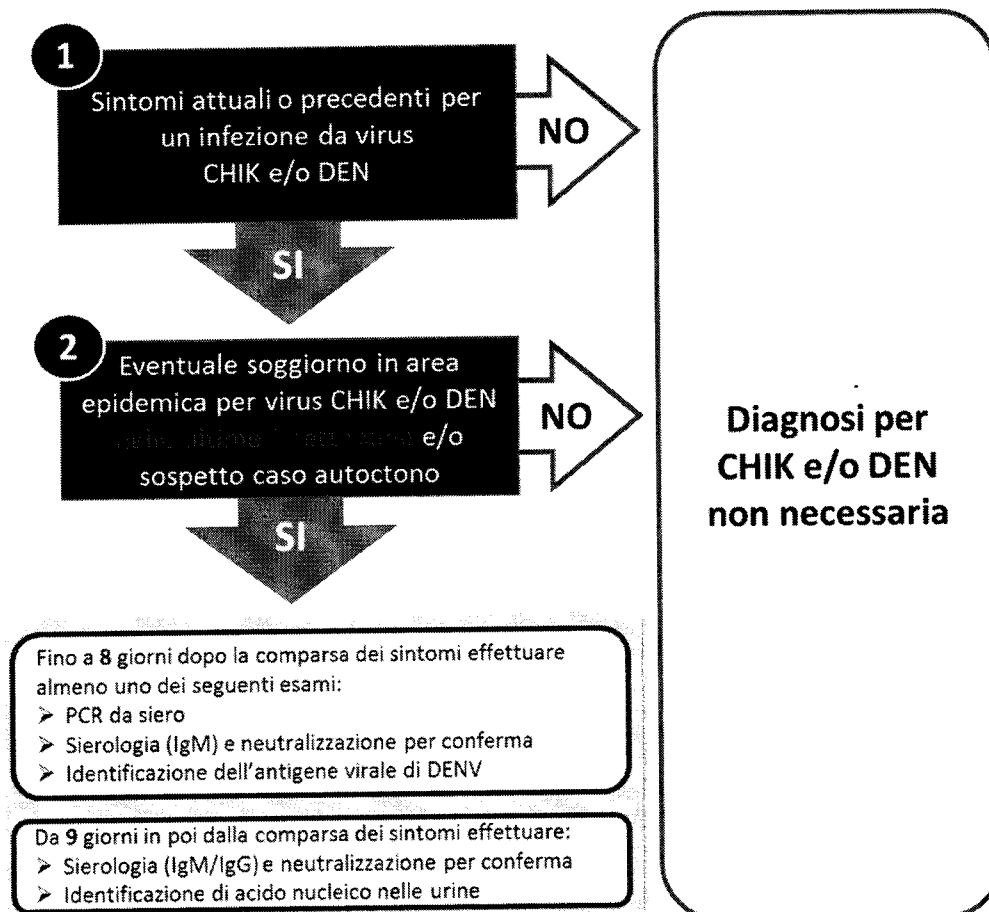 1
Sintomi attuali o precedenti per
un infezione da virus
CHIK e/o DEN
NO
SI
2
Eventuale soggiorno in area
epidemica per virus CHIK e/o DEN
e/o
sospetto caso autoctono
NO
SI
Diagnosi per
CHIK e/o DEN
non necessaria
Fino a 8 giorni dopo la comparsa dei sintomi effettuare
almeno uno dei seguenti esami:
➢ PCR da siero
➢ Sierologia (IgM) e neutralizzazione per conferma
➢ Identificazione dell'antigene virale di DENV
Da 9 giorni in poi dalla comparsa dei sintomi effettuare:
➢ Sierologia (IgM/IgG) e neutralizzazione per conferma
➢ Identificazione di acido nucleico nelle urine